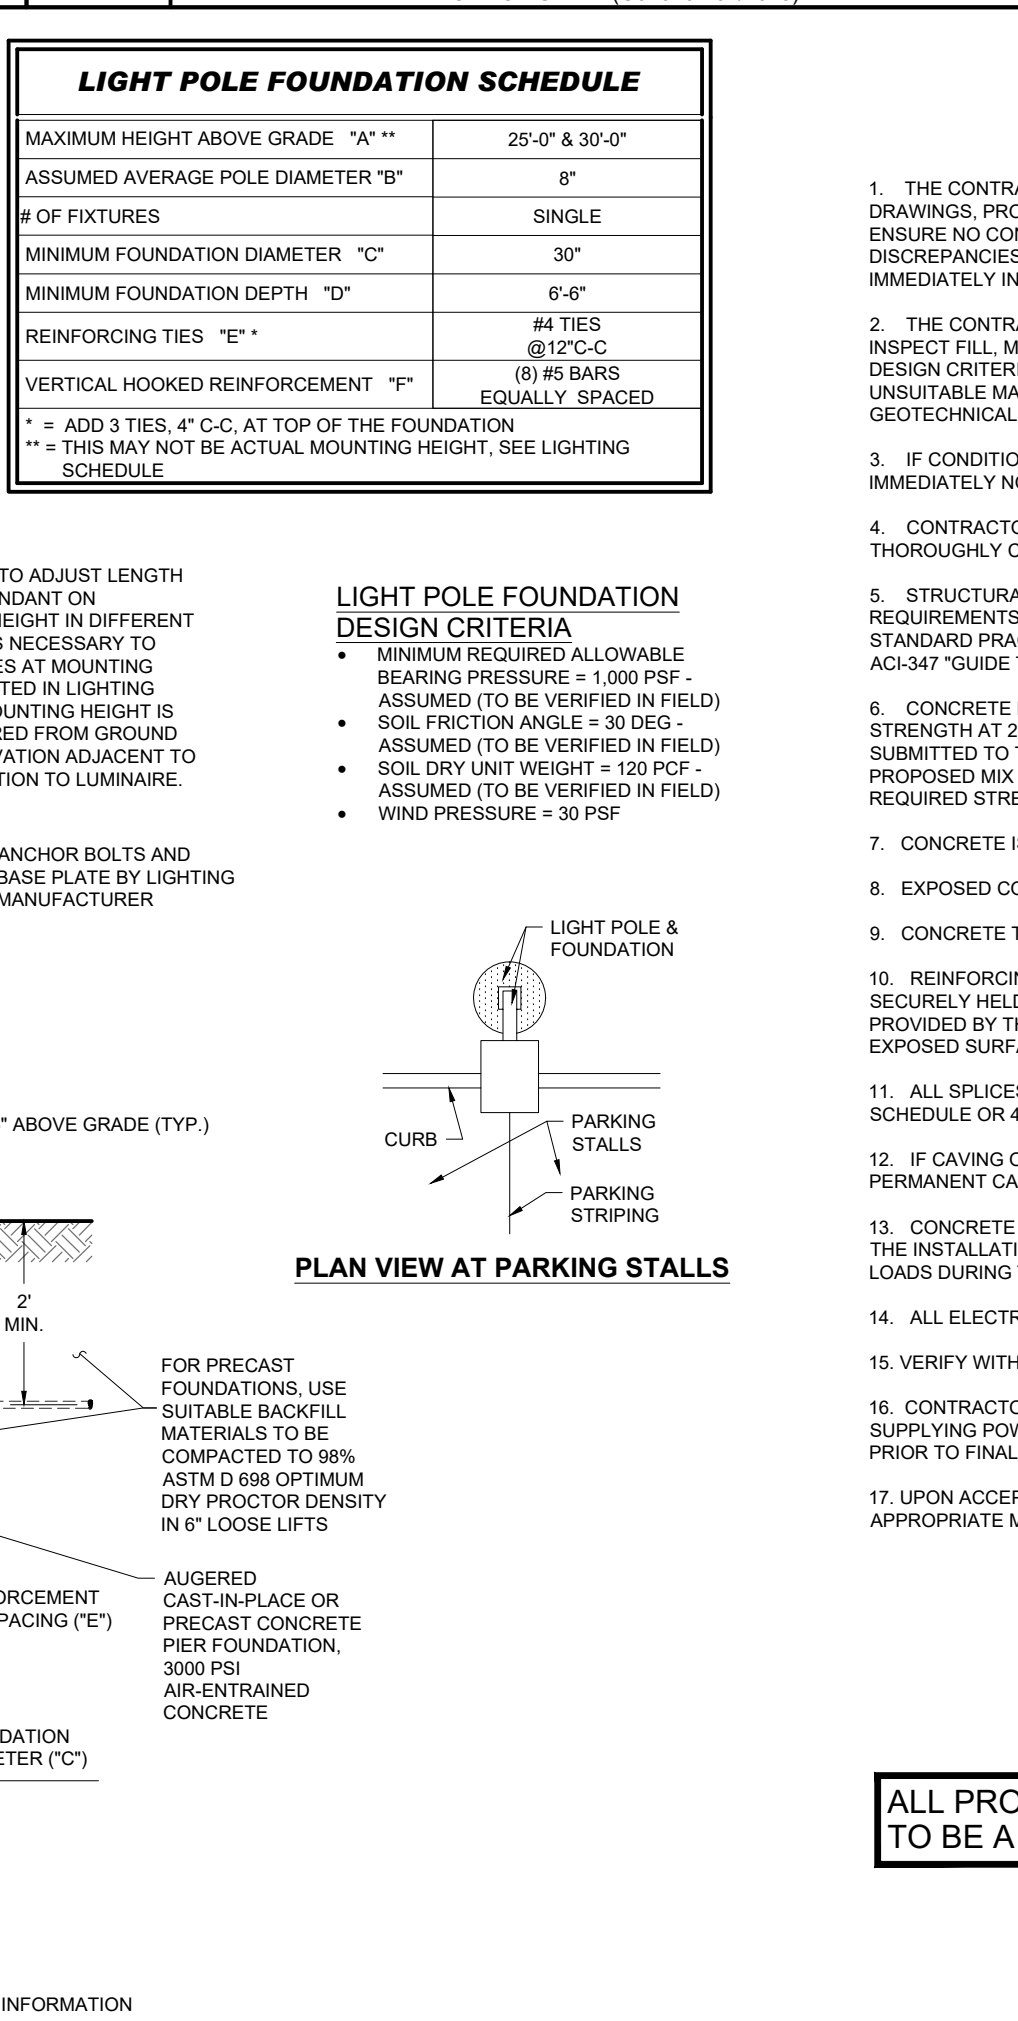 LIGHT POLE FOUNDATION SCHEDULE
MAXIMUM HEIGHT ABOVE GRADE "A" ** 25'-0" & 30'-0"
ASSUMED AVERAGE POLE DIAMETER "B" 8"
# OF FIXTURES SINGLE
MINIMUM FOUNDATION DIAMETER "C" 30"
MINIMUM FOUNDATION DEPTH "D" 6'-6"
REINFORCING TIES "E" * #4 TIES
@12"C-C
VERTICAL HOOKED REINFORCEMENT "F" (8) #5 BARS
EQUALLY SPACED
* = ADD 3 TIES, 4" C-C, AT TOP OF THE FOUNDATION
** = THIS MAY NOT BE ACTUAL MOUNTING HEIGHT, SEE LIGHTING
SCHEDULE
TO ADJUST LENGTH
NDANT ON
HEIGHT IN DIFFERENT
S NECESSARY TO
ES AT MOUNTING
TED IN LIGHTING
OUNTING HEIGHT IS
RED FROM GROUND
VATION ADJACENT TO
TION TO LUMINAIRE.
ANCHOR BOLTS AND
BASE PLATE BY LIGHTING
MANUFACTURER
LIGHT POLE FOUNDATION
DESIGN CRITERIA
• MINIMUM REQUIRED ALLOWABLE
BEARING PRESSURE = 1,000 PSF -
ASSUMED (TO BE VERIFIED IN FIELD)
• SOIL FRICTION ANGLE = 30 DEG -
ASSUMED (TO BE VERIFIED IN FIELD)
• SOIL DRY UNIT WEIGHT = 120 PCF -
ASSUMED (TO BE VERIFIED IN FIELD)
• WIND PRESSURE = 30 PSF
LIGHT POLE &
FOUNDATION
CURB
PARKING
STALLS
PARKING
STRIPING
PLAN VIEW AT PARKING STALLS
" ABOVE GRADE (TYP.)
2'
MIN.
FOR PRECAST
FOUNDATIONS, USE
SUITABLE BACKFILL
MATERIALS TO BE
COMPACTED TO 98%
ASTM D 698 OPTIMUM
DRY PROCTOR DENSITY
IN 6" LOOSE LIFTS
AUGERED
CAST-IN-PLACE OR
PRECAST CONCRETE
PIER FOUNDATION,
3000 PSI
AIR-ENTRAINED
CONCRETE
ORCEMENT
PACING ("E")
DATION
ETER ("C")
INFORMATION
1. THE CONTRA
DRAWINGS, PRO
ENSURE NO CON
DISCREPANCIES
IMMEDIATELY IN
2. THE CONTRA
INSPECT FILL, M
DESIGN CRITERI
UNSUITABLE MA
GEOTECHNICAL
3. IF CONDITIO
IMMEDIATELY NO
4. CONTRACTO
THOROUGHLY C
5. STRUCTURA
REQUIREMENTS
STANDARD PRAC
ACI-347 "GUIDE T
6. CONCRETE
STRENGTH AT 2
SUBMITTED TO T
PROPOSED MIX
REQUIRED STRE
7. CONCRETE IS
8. EXPOSED CO
9. CONCRETE T
10. REINFORCIN
SECURELY HELD
PROVIDED BY TH
EXPOSED SURFA
11. ALL SPLICES
SCHEDULE OR 4
12. IF CAVING O
PERMANENT CA
13. CONCRETE
THE INSTALLATI
LOADS DURING
14. ALL ELECTR
15. VERIFY WITH
16. CONTRACTO
SUPPLYING POW
PRIOR TO FINAL
17. UPON ACCEP
APPROPRIATE M
ALL PRO
TO BE A